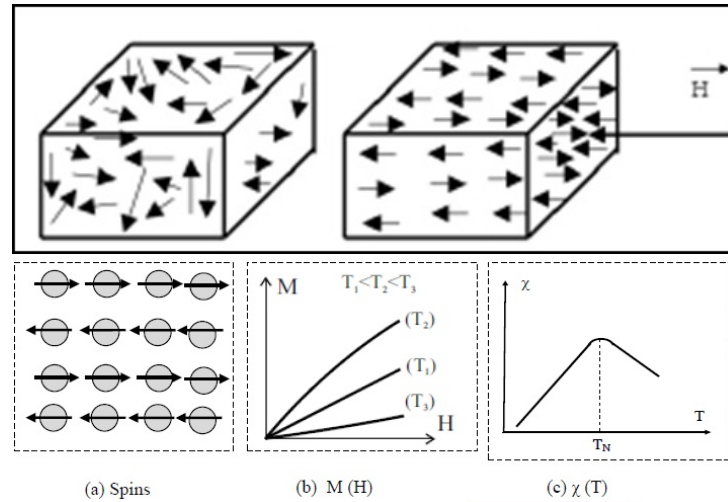 H
M
T₁<T₂<T₃
(T₂)
(T₁)
(T₃)
H
χ
T
T_N
(a) Spins
(b) M (H)
(c) χ (T)